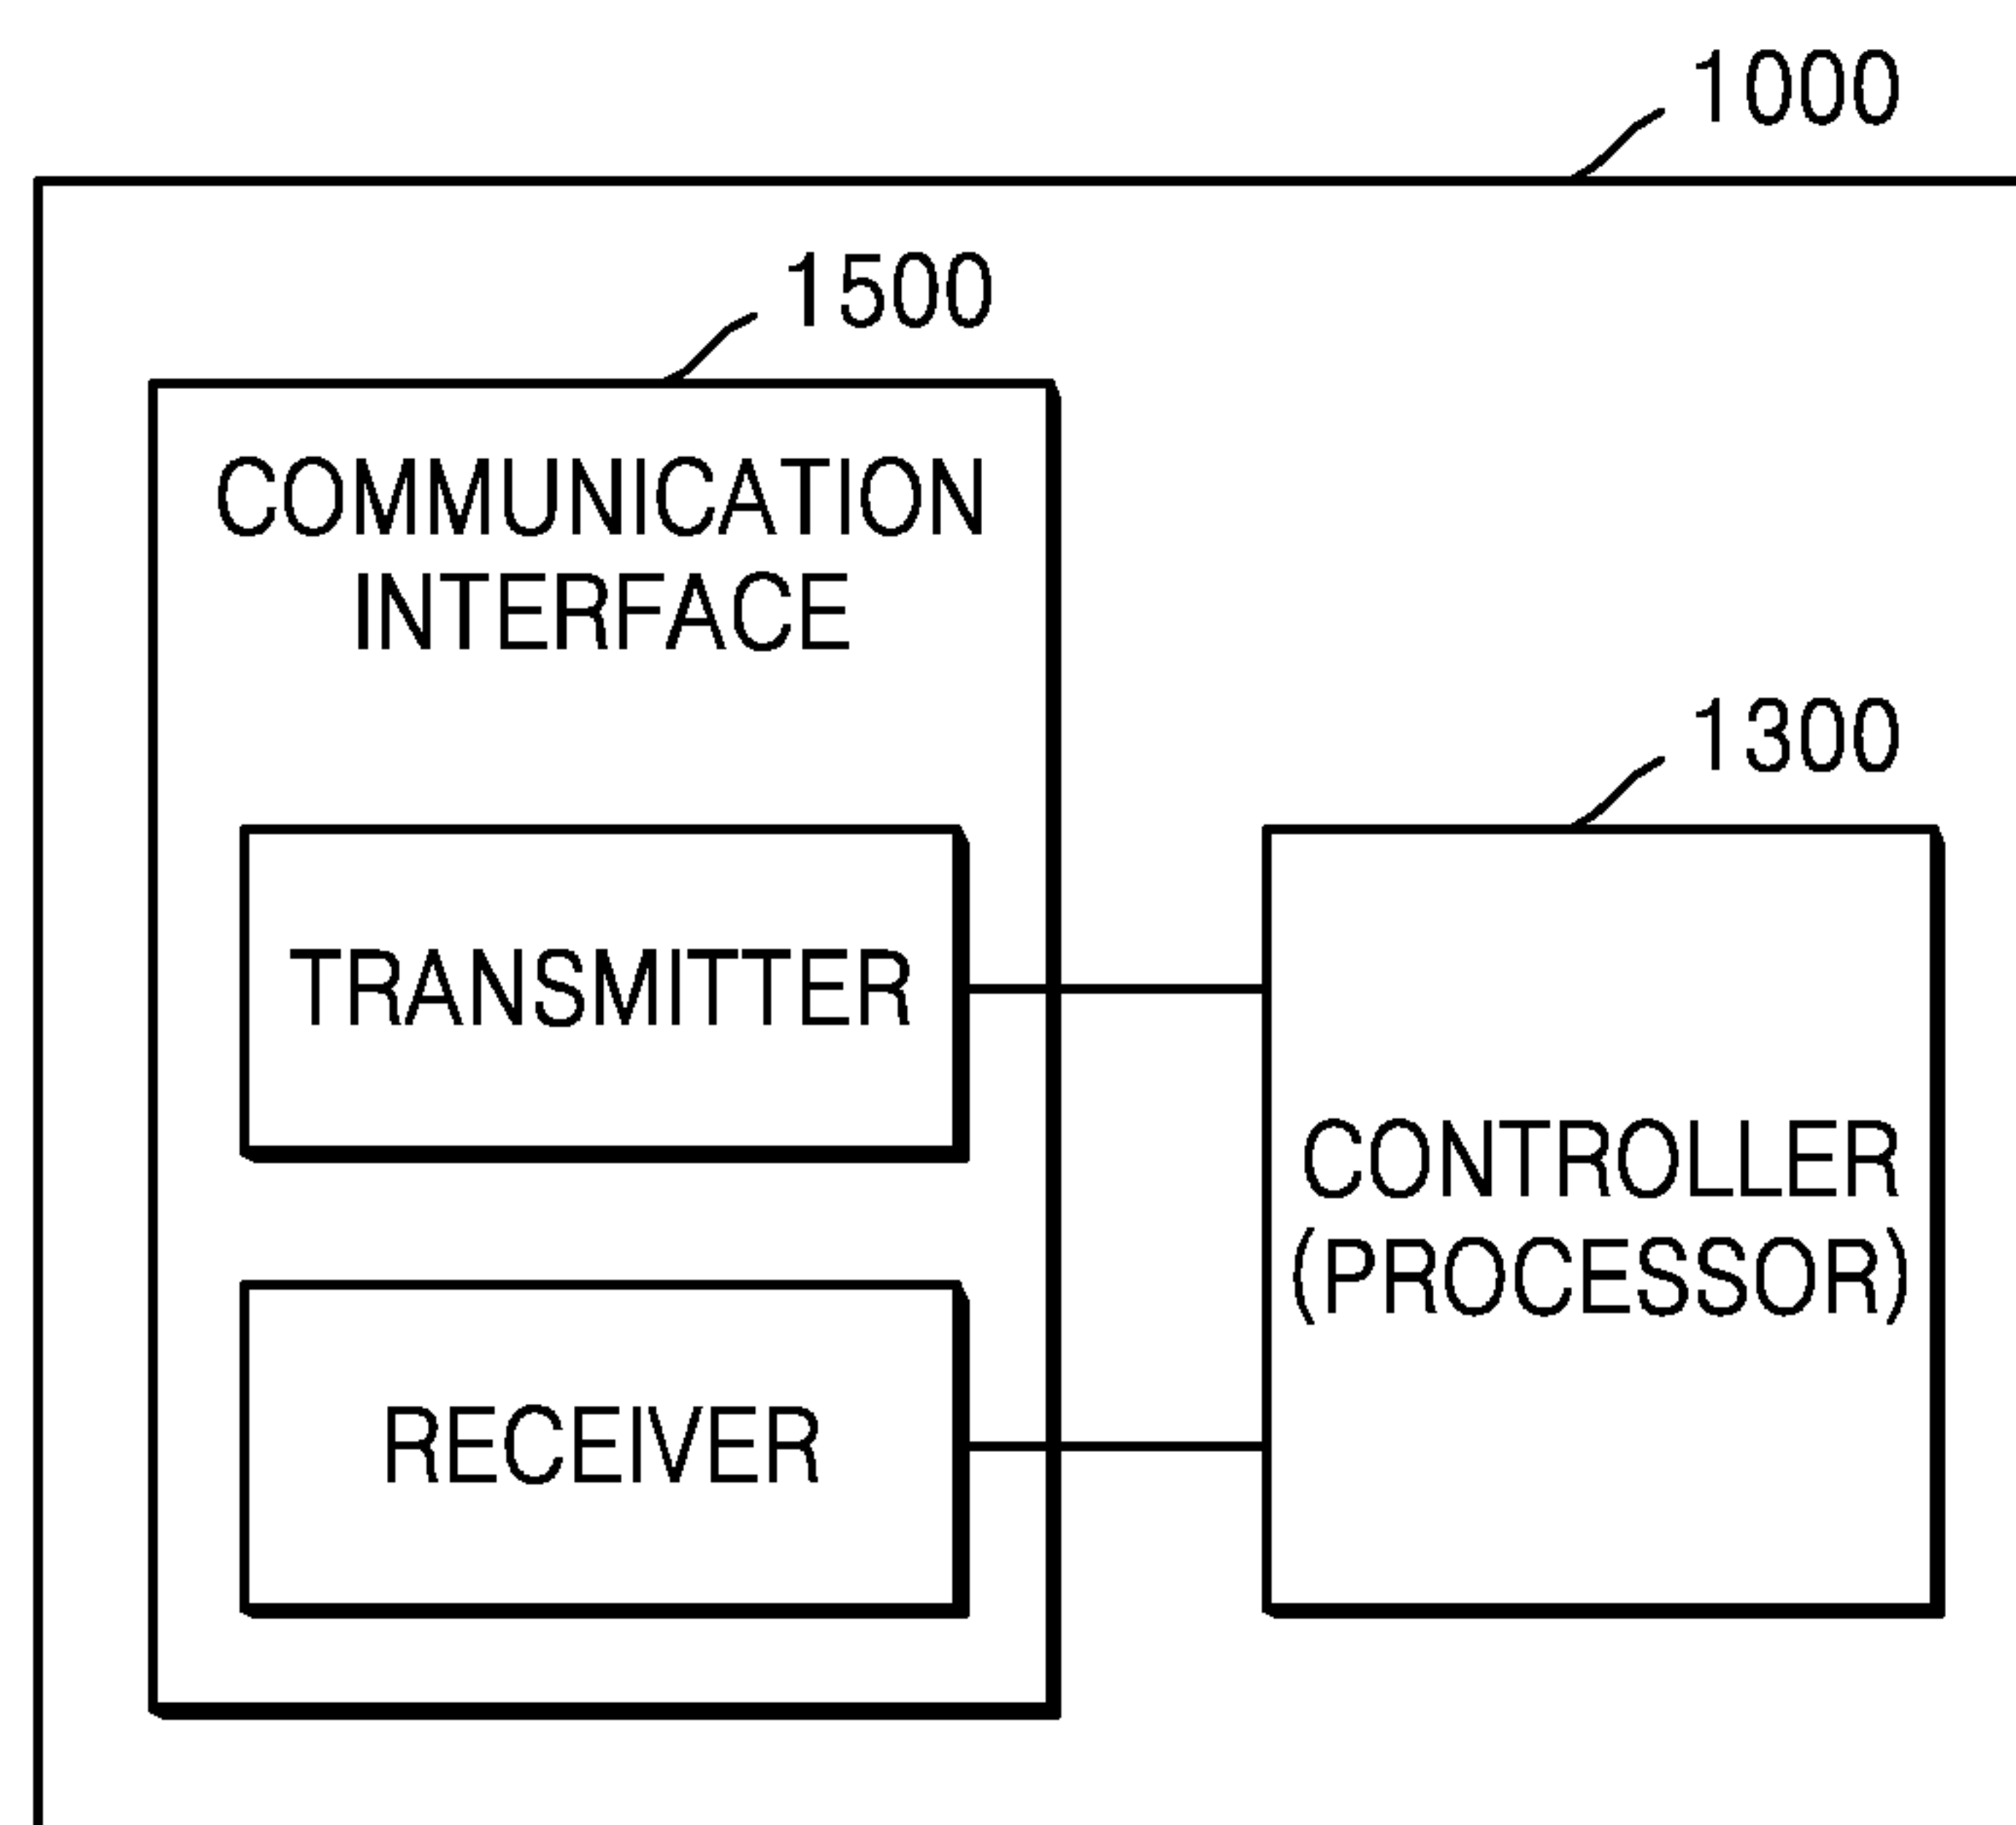 1000
1500
COMMUNICATION
INTERFACE
1300
TRANSMITTER
CONTROLLER
(PROCESSOR)
RECEIVER